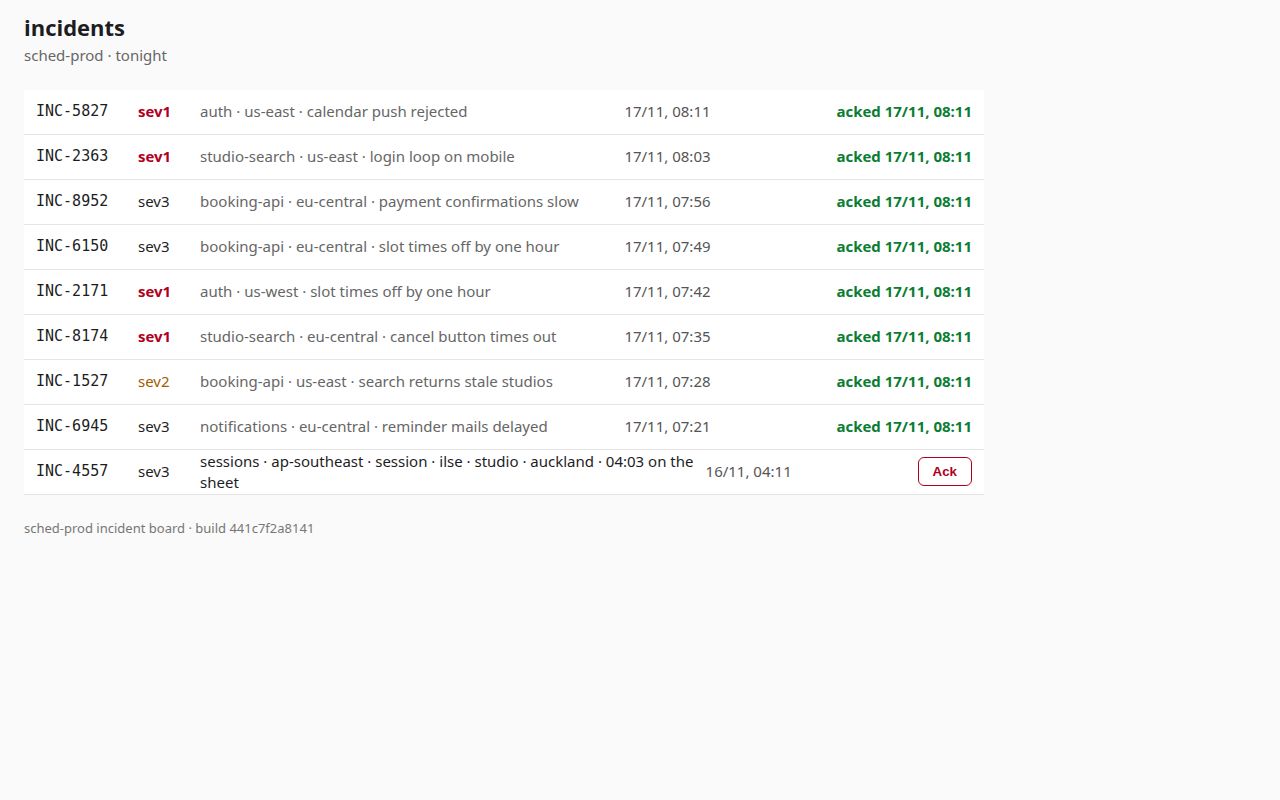 incidents
sched-prod · tonight
INC-5827 sev1 auth · us-east · calendar push rejected 17/11, 08:11 acked 17/11, 08:11
INC-2363 sev1 studio-search · us-east · login loop on mobile 17/11, 08:03 acked 17/11, 08:11
INC-8952 sev3 booking-api · eu-central · payment confirmations slow 17/11, 07:56 acked 17/11, 08:11
INC-6150 sev3 booking-api · eu-central · slot times off by one hour 17/11, 07:49 acked 17/11, 08:11
INC-2171 sev1 auth · us-west · slot times off by one hour 17/11, 07:42 acked 17/11, 08:11
INC-8174 sev1 studio-search · eu-central · cancel button times out 17/11, 07:35 acked 17/11, 08:11
INC-1527 sev2 booking-api · us-east · search returns stale studios 17/11, 07:28 acked 17/11, 08:11
INC-6945 sev3 notifications · eu-central · reminder mails delayed 17/11, 07:21 acked 17/11, 08:11
INC-4557 sev3 sessions · ap-southeast · session · ilse · studio · auckland · 04:03 on the
sheet 16/11, 04:11 Ack
sched-prod incident board · build 441c7f2a8141